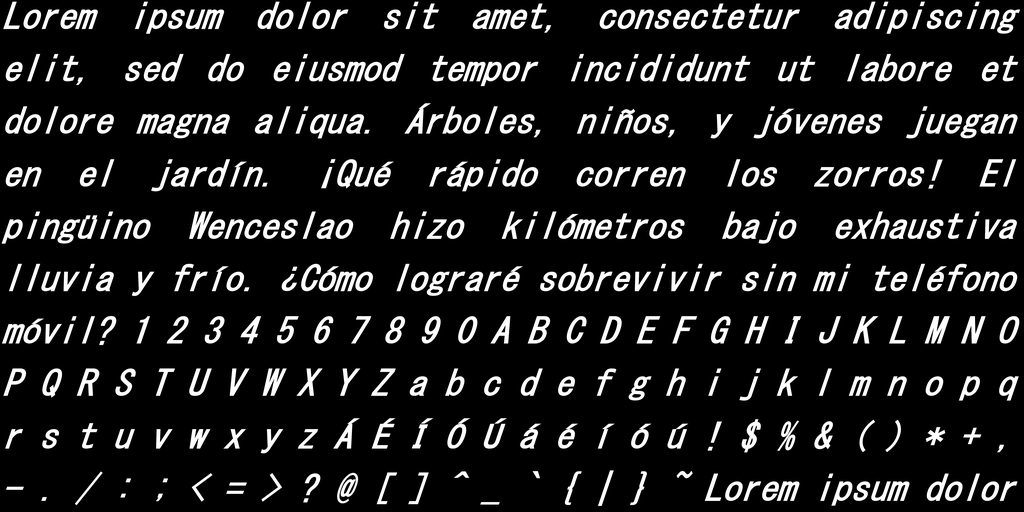 Lorem ipsum dolor sit amet, consectetur adipiscing
elit, sed do eiusmod tempor incididunt ut labore et
dolore magna aliqua. Árboles, niños, y jóvenes juegan
en el jardín. ¡Qué rápido corren los zorros! El
pingüino Wenceslao hizo kilómetros bajo exhaustiva
lluvia y frío. ¿Cómo lograré sobrevivir sin mi teléfono
móvil? 1 2 3 4 5 6 7 8 9 0 A B C D E F G H I J K L M N O
P Q R S T U V W X Y Z a b c d e f g h i j k l m n o p q
r s t u v w x y z Á É Í Ó Ú á é í ó ú ! $ % & ( ) * + ,
- . / : ; < = > ? @ [ ] ^ _ ` { | } ~ Lorem ipsum dolor